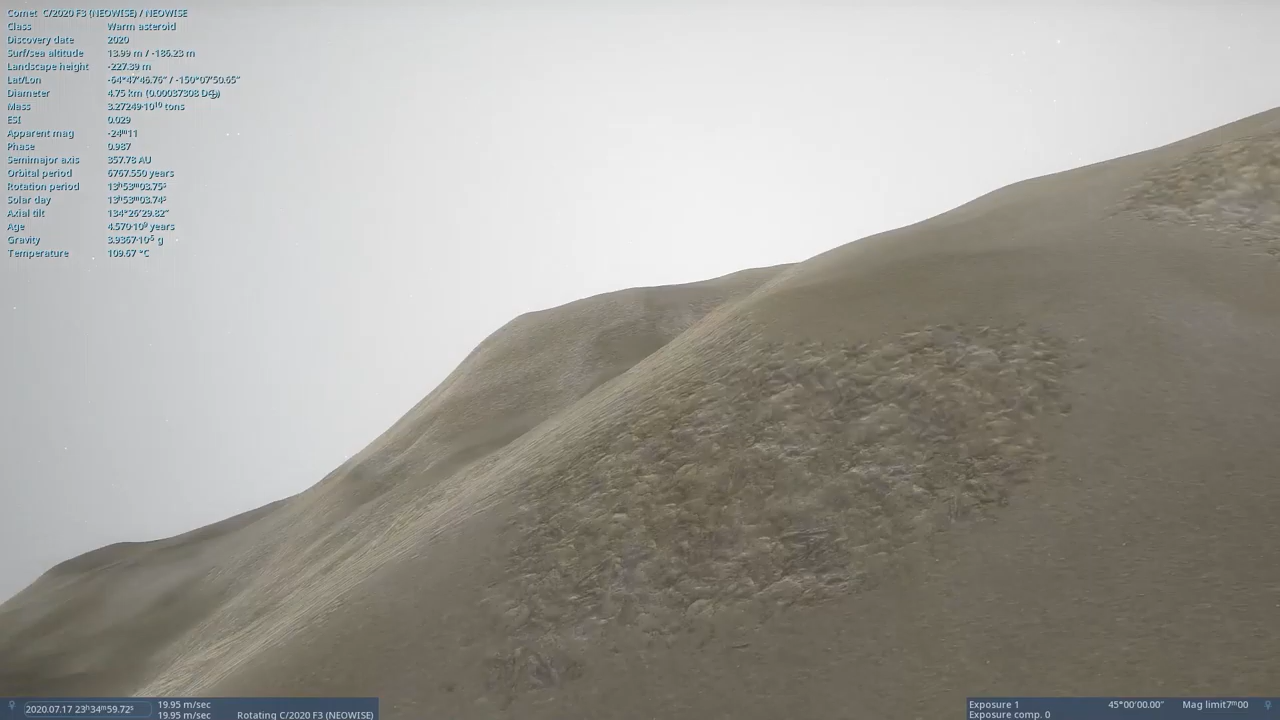 Comet C/2020 F3 (NEOWISE) / NEOWISE
Class Warm asteroid
Discovery date 2020
Surf/sea altitude 13.99 m / -186.23 m
Landscape height -227.39 m
Lat/Lon -64°47'46.76" / -150°07'50.65"
Diameter 4.75 km (0.00037308 D⊕)
Mass 3.27249·10¹⁰ tons
ESI 0.029
Apparent mag -24ᵐ11
Phase 0.987
Semimajor axis 357.78 AU
Orbital period 6767.550 years
Rotation period 13ʰ53ᵐ03.75ˢ
Solar day 13ʰ53ᵐ03.74ˢ
Axial tilt 134°26'29.82"
Age 4.570·10⁹ years
Gravity 3.9367·10⁻⁵ g
Temperature 109.67 °C
2020.07.17 23ʰ34ᵐ59.72ˢ
19.95 m/sec
19.95 m/sec Rotating C/2020 F3 (NEOWISE)
Exposure 1 45°00'00.00" Mag limit 7ᵐ00
Exposure comp. 0